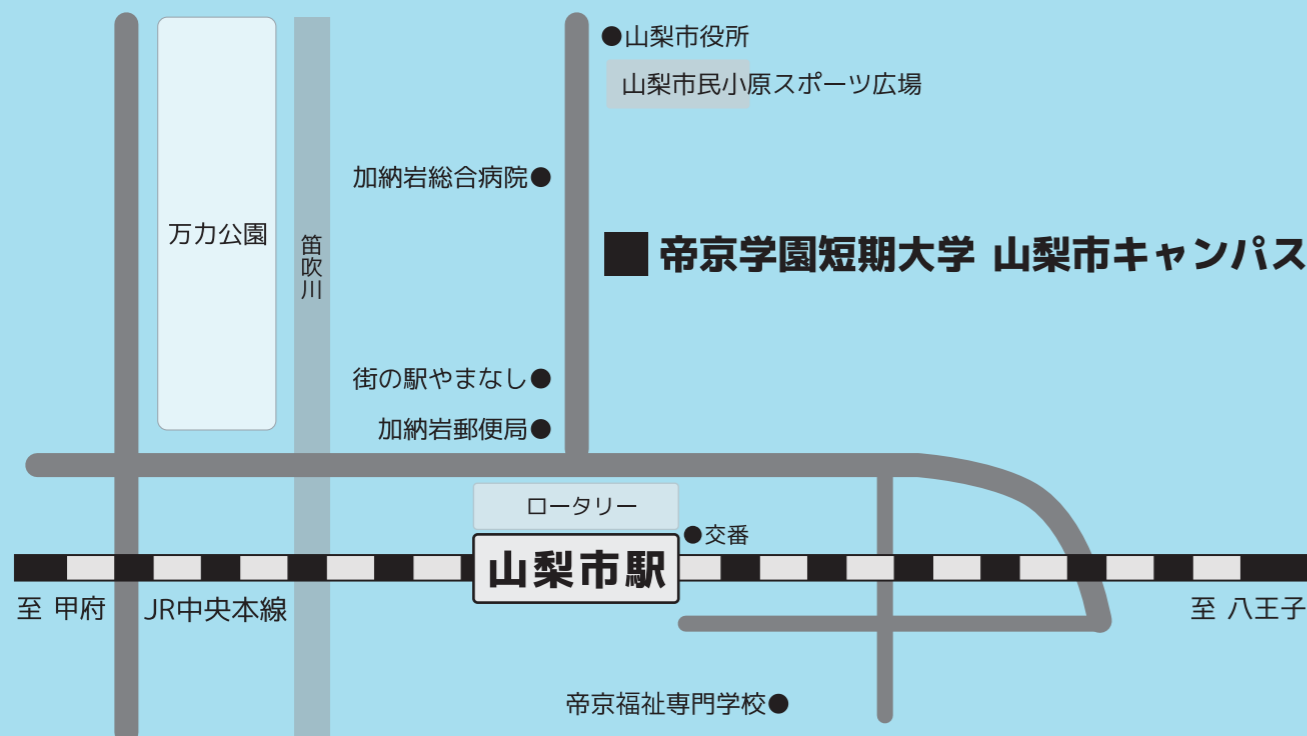 ●山梨市役所
山梨市民小原スポーツ広場
加納岩総合病院●
万力公園
笛吹川
■ 帝京学園短期大学 山梨市キャンパス
街の駅やまなし●
加納岩郵便局●
ロータリー
●交番
山梨市駅
至 甲府
JR中央本線
至 八王子
帝京福祉専門学校●